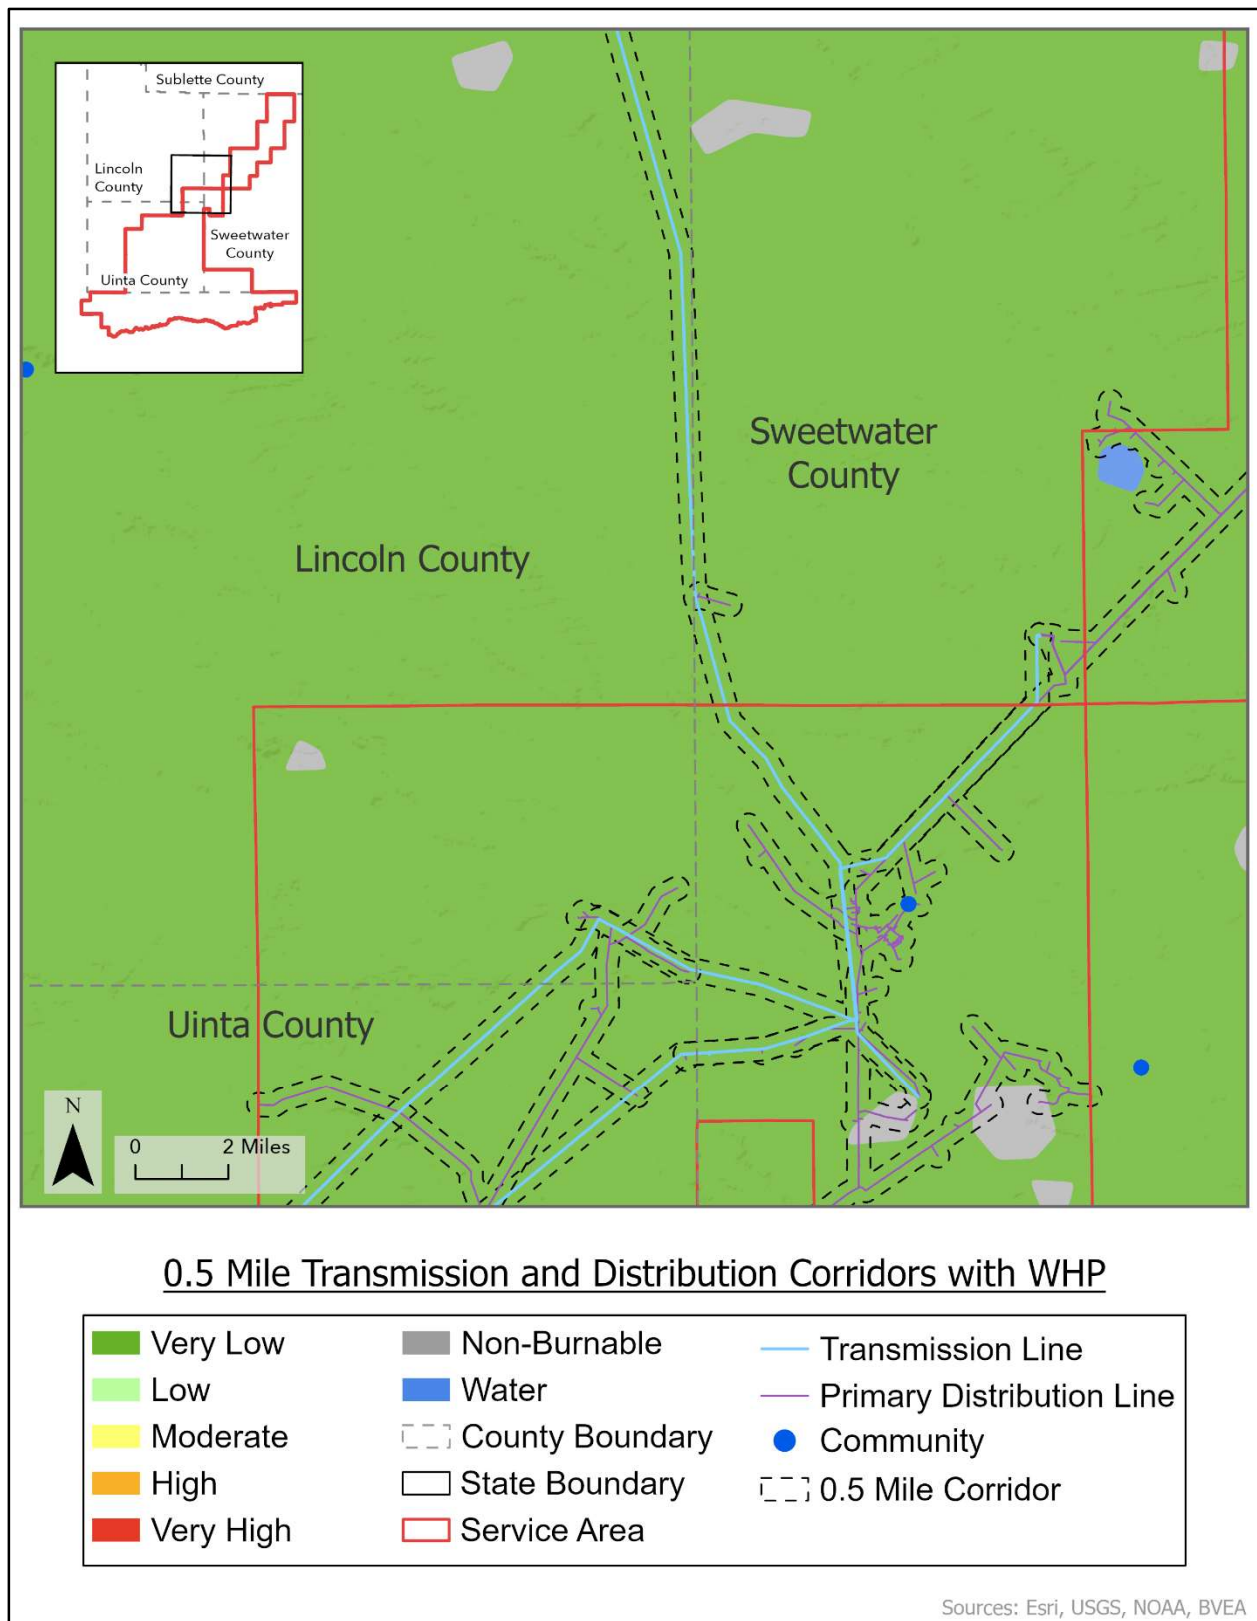 Sublette County
Lincoln
County
Sweetwater
County
Uinta County
Sweetwater
County
Lincoln County
Uinta County
N
0 2 Miles
0.5 Mile Transmission and Distribution Corridors with WHP
Very Low
Low
Moderate
High
Very High
Non-Burnable
Water
County Boundary
State Boundary
Service Area
Transmission Line
Primary Distribution Line
Community
0.5 Mile Corridor
Sources: Esri, USGS, NOAA, BVEA